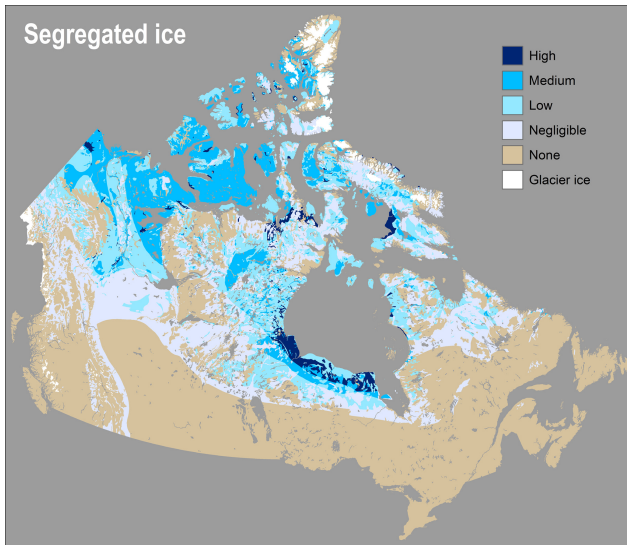 Segregated ice
High
Medium
Low
Negligible
None
Glacier ice